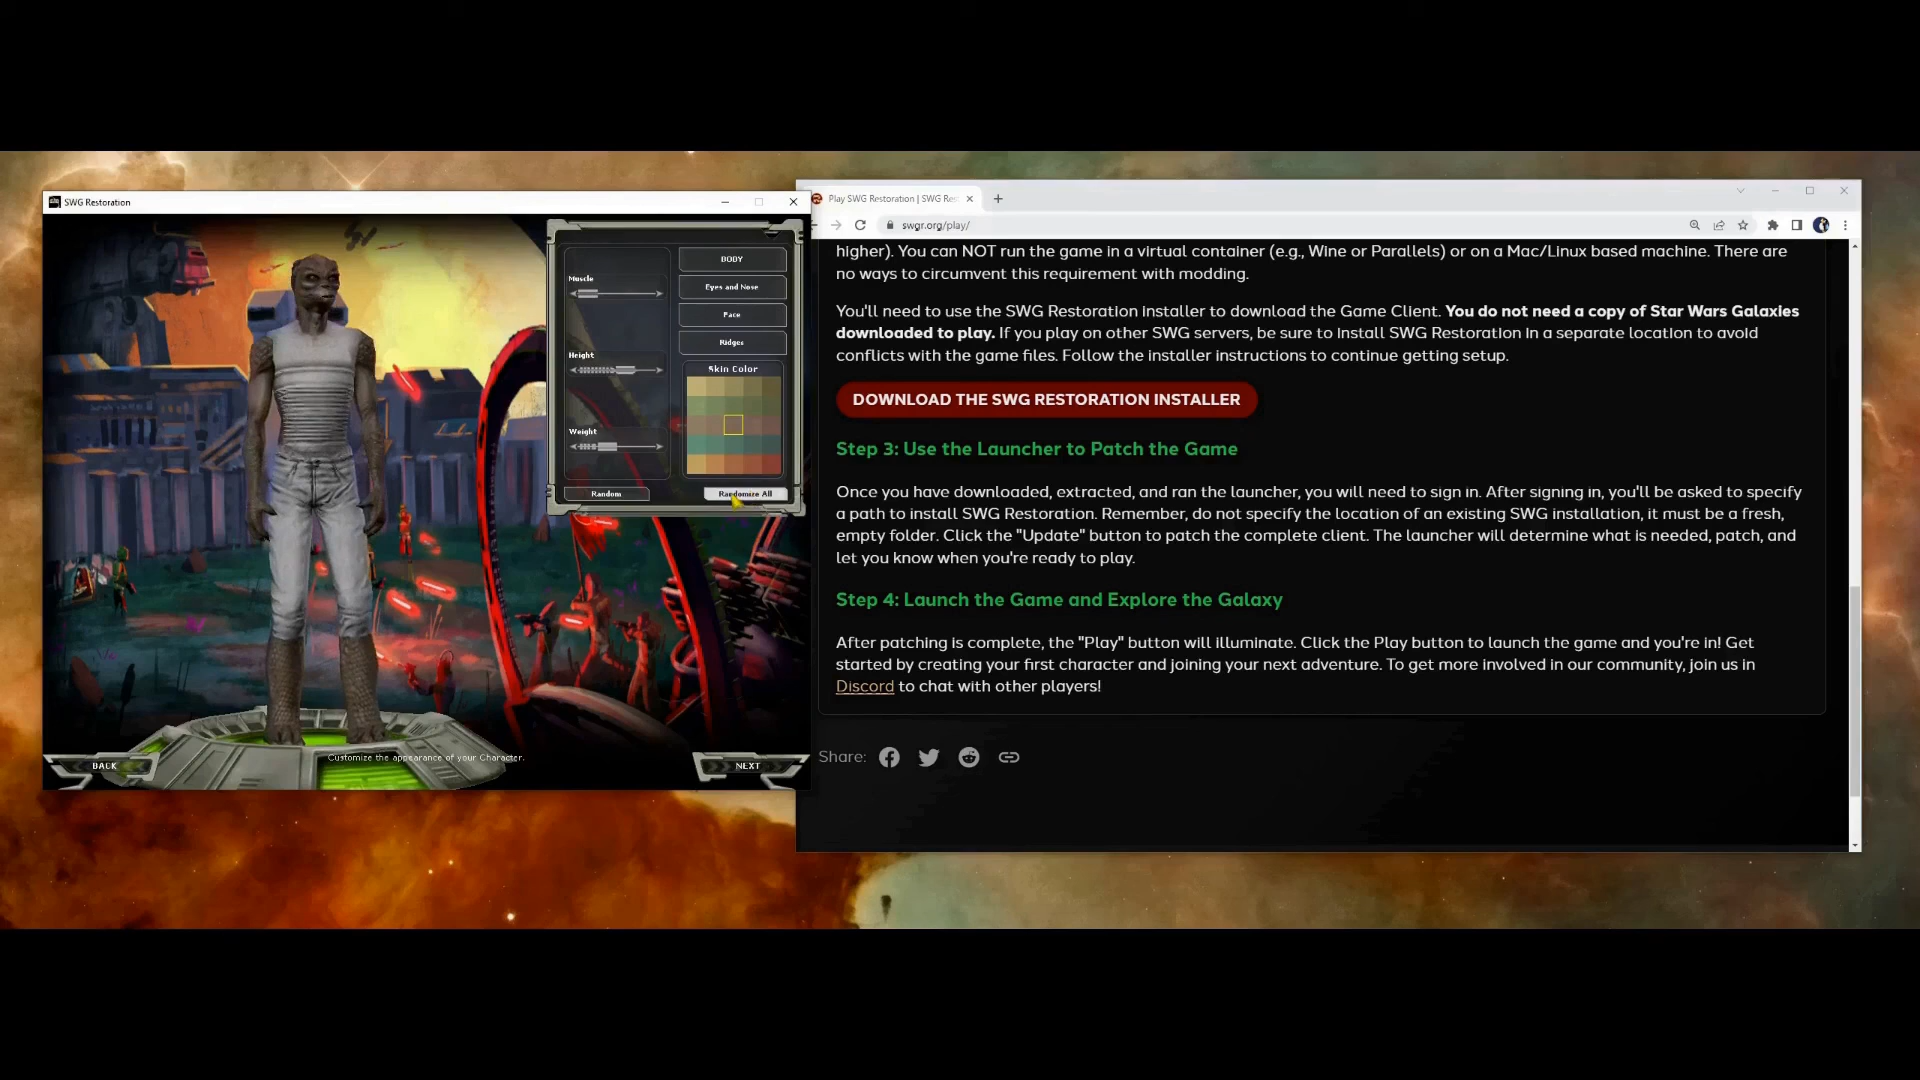 SWG Restoration
BODY
Muscle
Eyes and Nose
Face
Ridges
Height
Skin Color
Weight
Random
Randomize All
Customize the appearance of your Character.
BACK
NEXT
Play SWG Restoration | SWG Res
swgr.org/play/
higher). You can NOT run the game in a virtual container (e.g., Wine or Parallels) or on a Mac/Linux based machine. There are
no ways to circumvent this requirement with modding.
You'll need to use the SWG Restoration installer to download the Game Client. You do not need a copy of Star Wars Galaxies
downloaded to play. If you play on other SWG servers, be sure to install SWG Restoration in a separate location to avoid
conflicts with the game files. Follow the installer instructions to continue getting setup.
DOWNLOAD THE SWG RESTORATION INSTALLER
Step 3: Use the Launcher to Patch the Game
Once you have downloaded, extracted, and ran the launcher, you will need to sign in. After signing in, you'll be asked to specify
a path to install SWG Restoration. Remember, do not specify the location of an existing SWG installation, it must be a fresh,
empty folder. Click the "Update" button to patch the complete client. The launcher will determine what is needed, patch, and
let you know when you're ready to play.
Step 4: Launch the Game and Explore the Galaxy
After patching is complete, the "Play" button will illuminate. Click the Play button to launch the game and you're in! Get
started by creating your first character and joining your next adventure. To get more involved in our community, join us in
Discord to chat with other players!
Share: